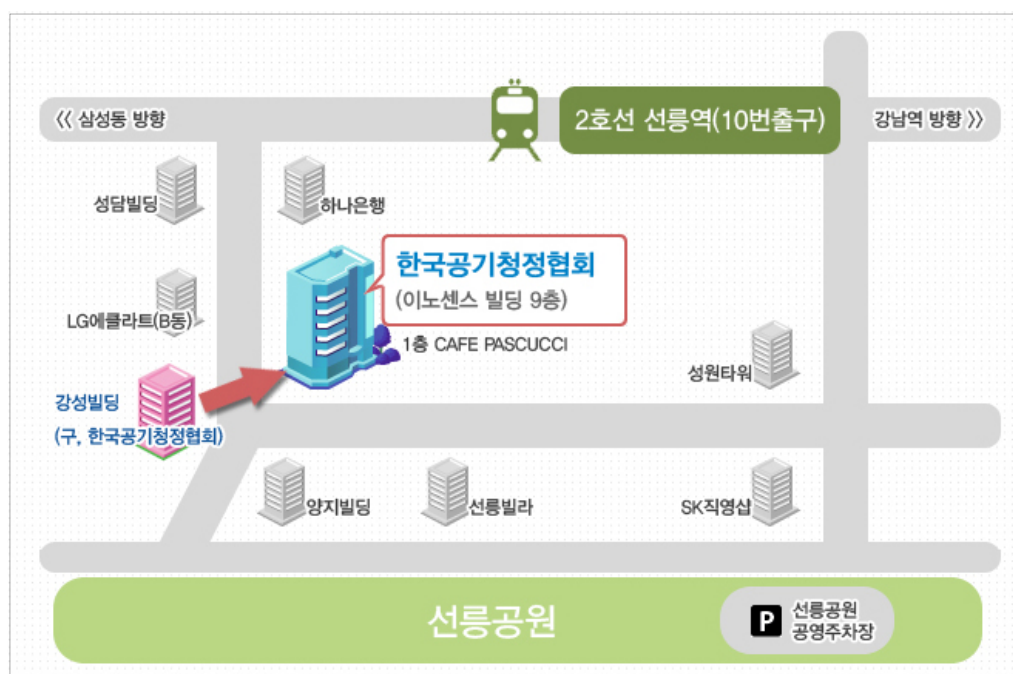 《 삼성동 방향
2호선 선릉역(10번출구)
강남역 방향 》
성담빌딩
하나은행
한국공기청정협회
(이노센스 빌딩 9층)
LG에클라트(B동)
1층 CAFE PASCUCCI
성원타워
강성빌딩
(구, 한국공기청정협회)
양지빌딩
선릉빌라
SK직영샵
선릉공원
P
선릉공원
공영주차장